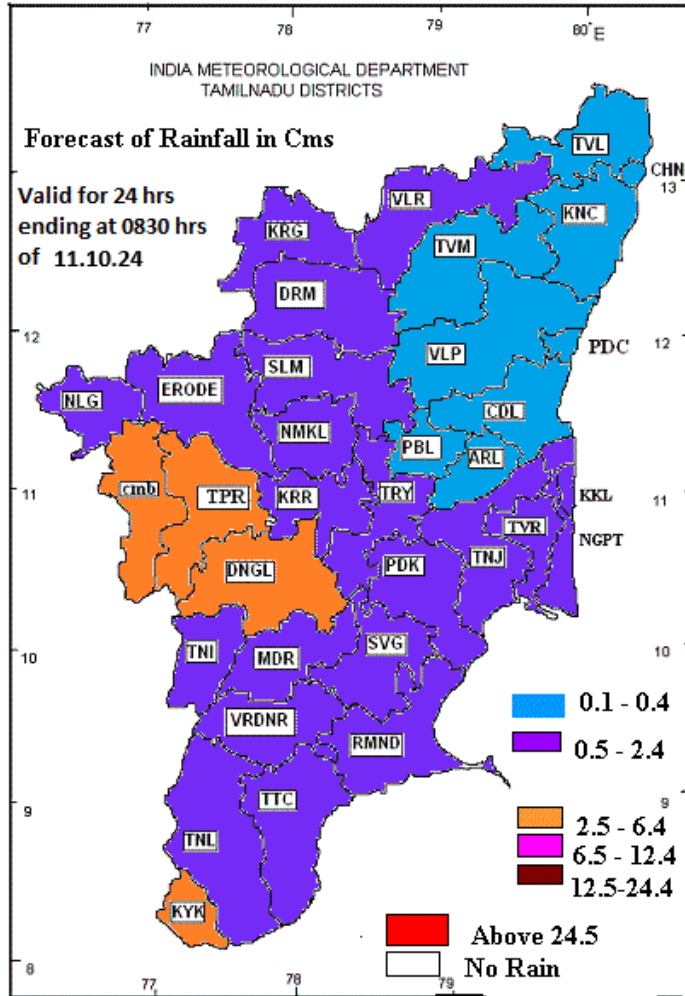 77 78 79 80° E
INDIA METEOROLOGICAL DEPARTMENT
TAMILNADU DISTRICTS
Forecast of Rainfall in Cms
TVL
CHN
13
Valid for 24 hrs
ending at 0830 hrs
of 11.10.24
VLR
KNC
KRG
TVM
DRM
12
12
PDC
VLP
SLM
ERODE
NLG
CDL
NMKL
PBL
ARL
cmb
TPR
KRR
TRY
11
11
KKL
TVR
NGPT
DNGL
PDK
TNJ
10
TNI
MDR
SVG
10
VRDNR
RMND
0.1 - 0.4
0.5 - 2.4
9
9
TTC
TNL
2.5 - 6.4
6.5 - 12.4
12.5-24.4
KYK
Above 24.5
No Rain
8
77 78 79